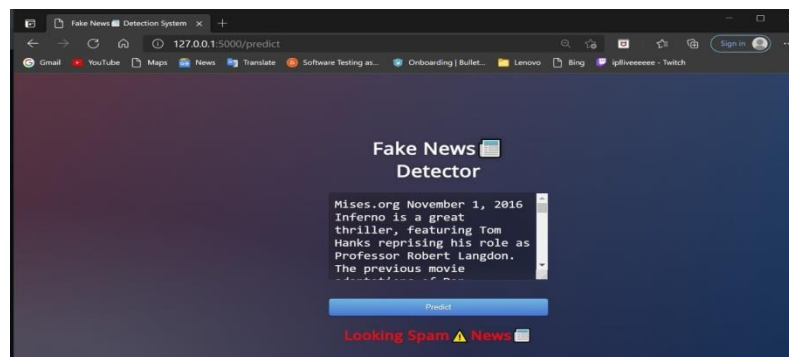 Fake News📰 Detection System
127.0.0.1:5000/predict
Sign in
Gmail YouTube Maps News Translate Software Testing as... Onboarding | Bullet... Lenovo Bing iplliveeeeee - Twitch
Fake News📰
Detector
Mises.org November 1, 2016
Inferno is a great
thriller, featuring Tom
Hanks reprising his role as
Professor Robert Langdon.
The previous movie
Predict
Looking Spam⚠News📰